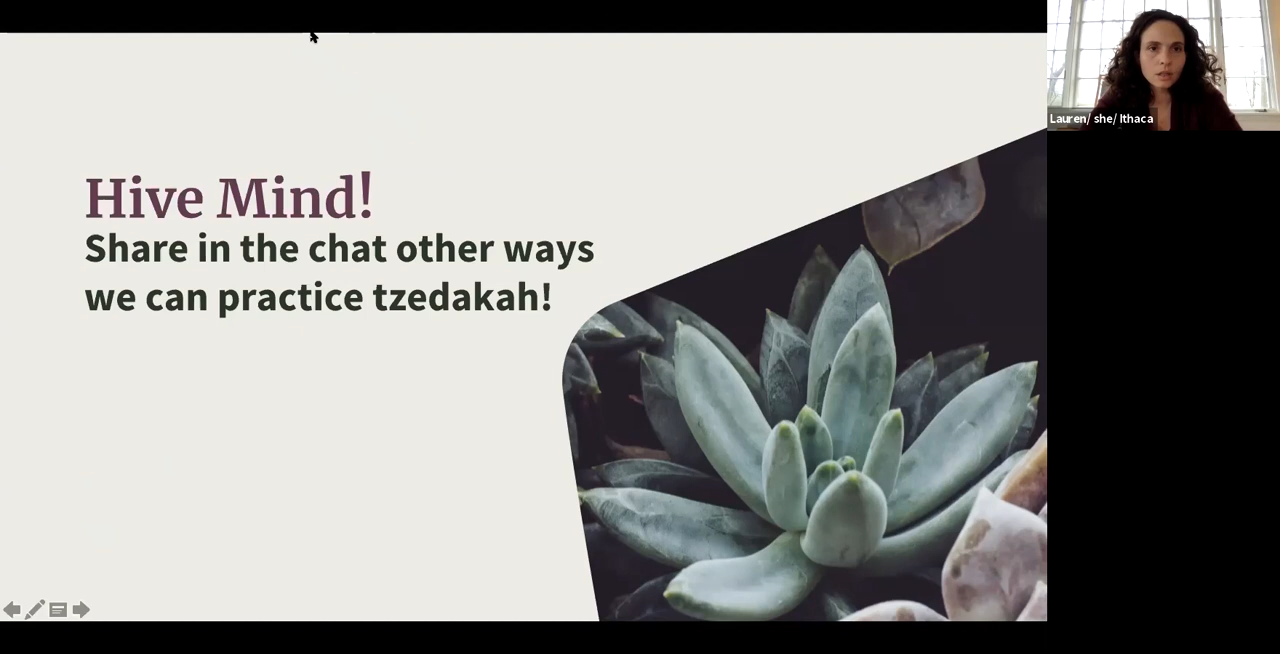 Hive Mind!
Share in the chat other ways
we can practice tzedakah!
Lauren/ she/ Ithaca